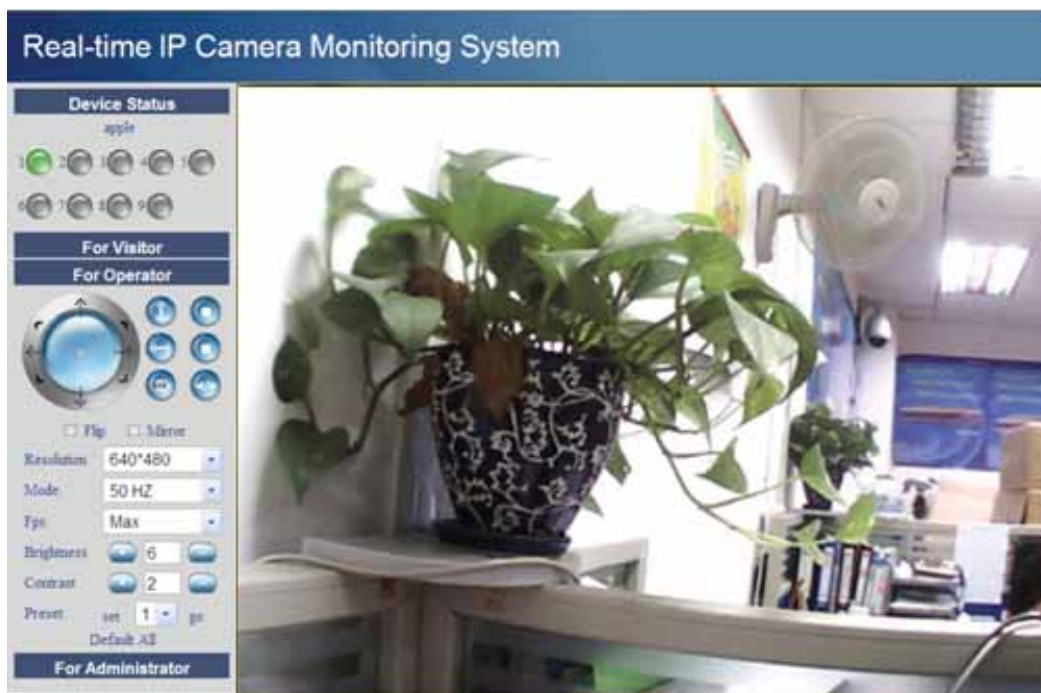 Real-time IP Camera Monitoring System
Device Status
apple
1 2 3 4 5
6 7 8 9
For Visitor
For Operator
Flip Mirror
Resolution 640*480
Mode 50 HZ
Fps Max
Brightness 6
Contrast 2
Preset set 1 go
Default All
For Administrator